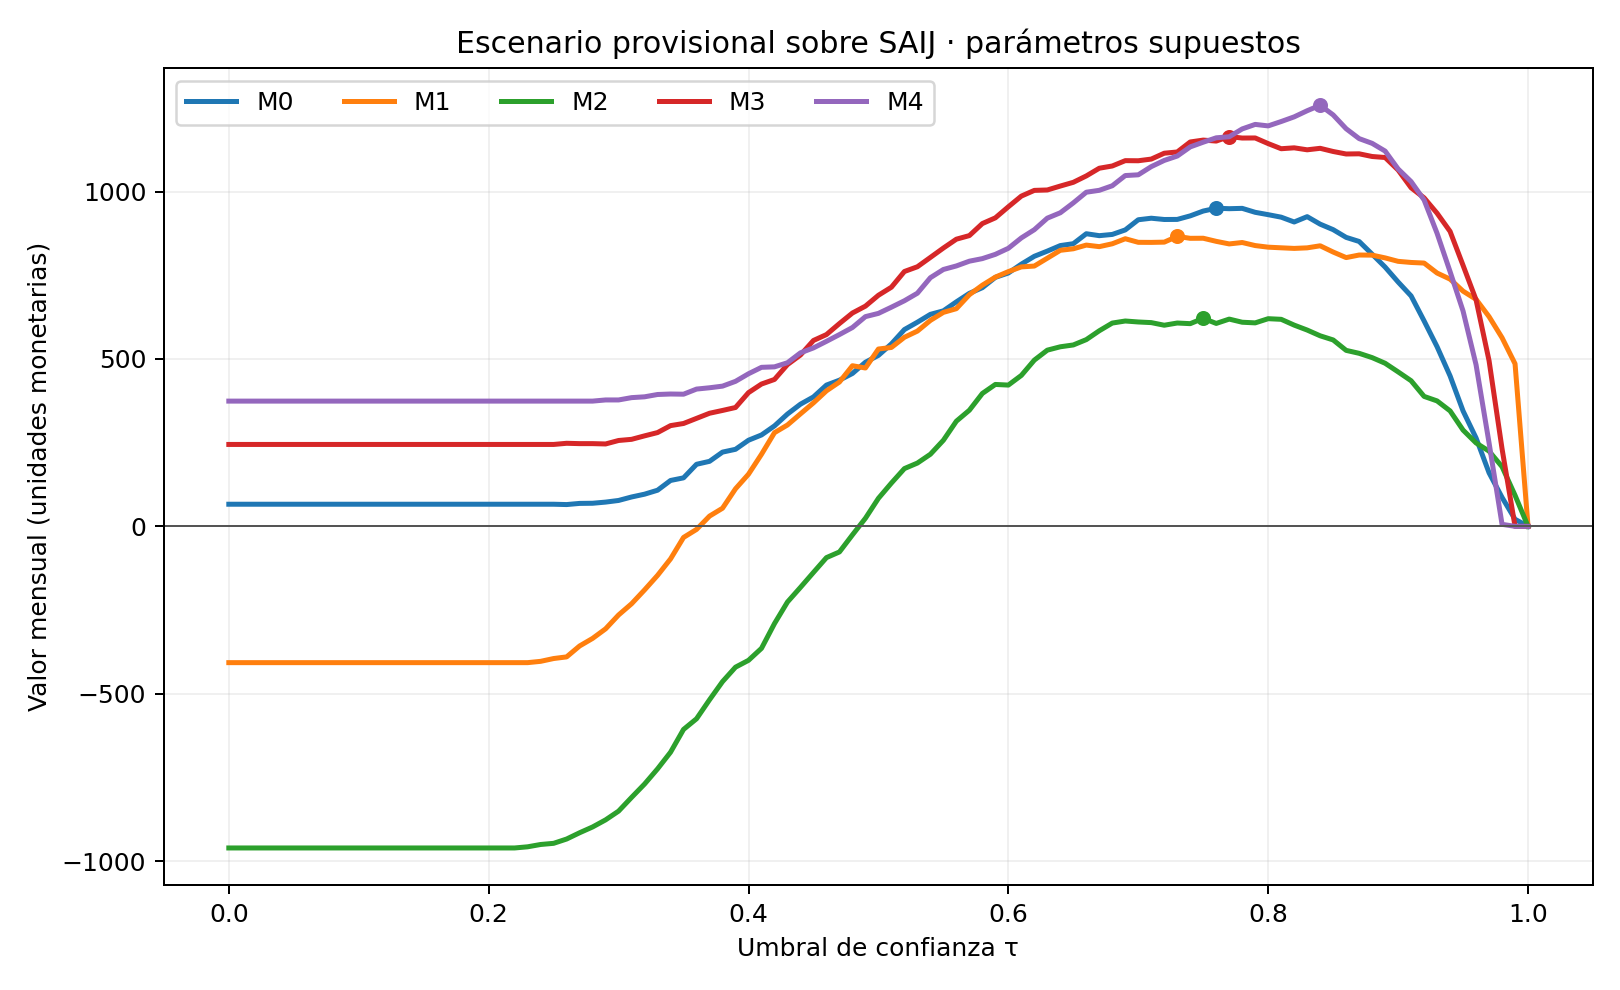 Escenario provisional sobre SAIJ · parámetros supuestos
M0 M1 M2 M3 M4
Valor mensual (unidades monetarias)
1000
500
0
−500
−1000
0.0 0.2 0.4 0.6 0.8 1.0
Umbral de confianza τ